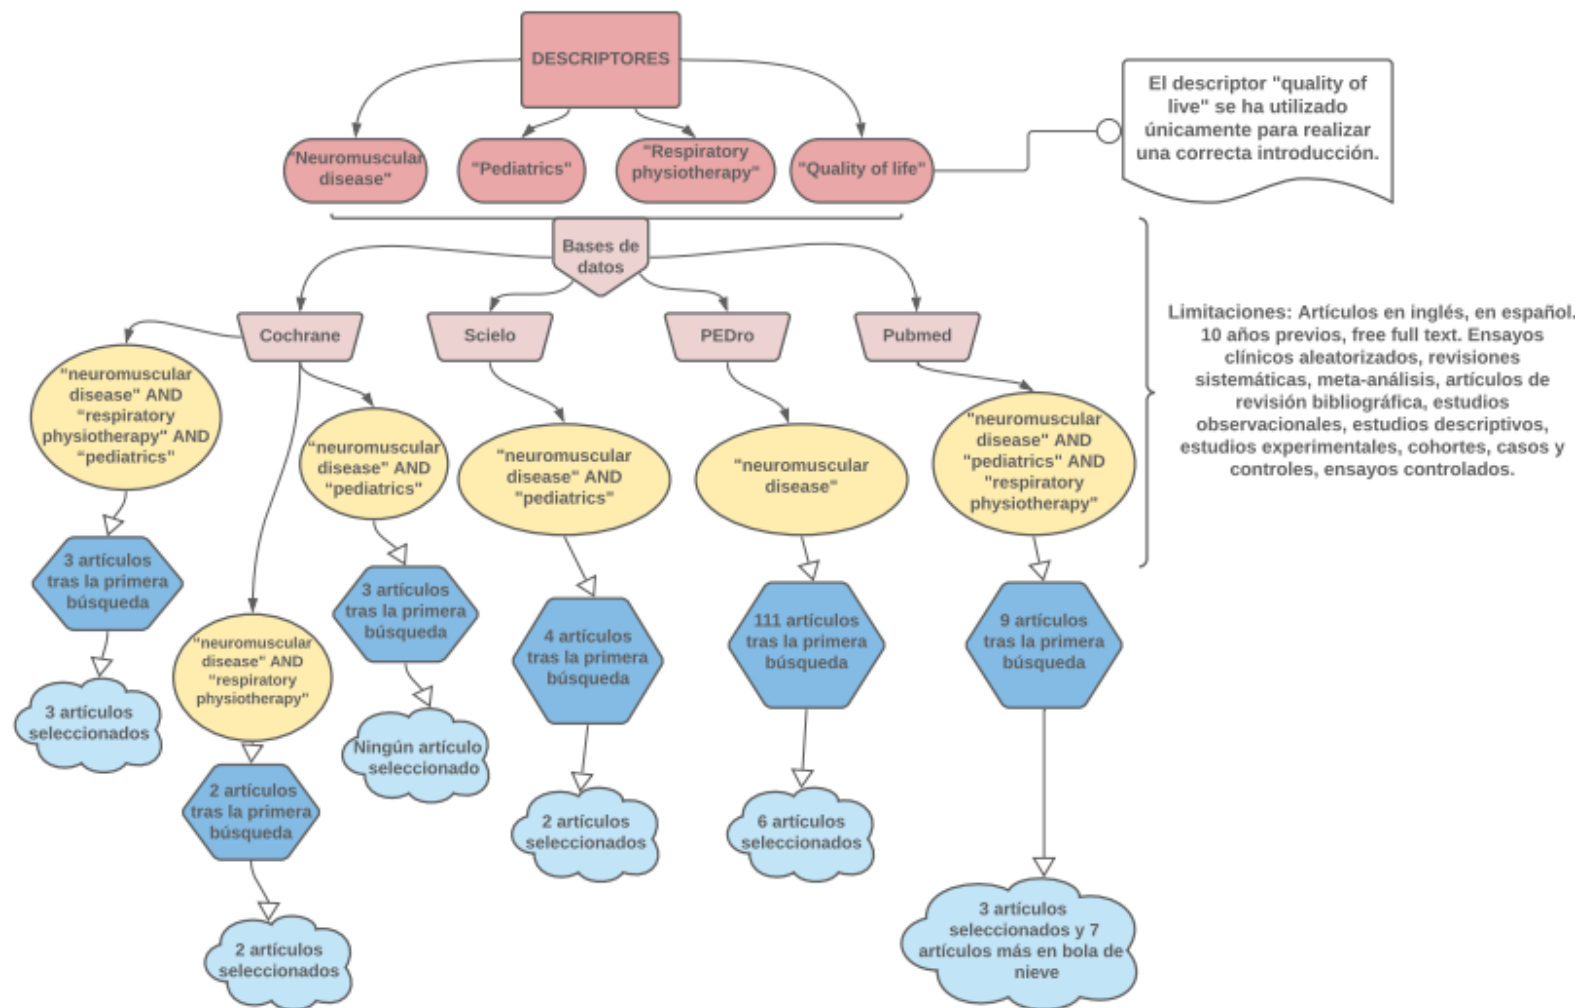 DESCRIPTORES
"Neuromuscular
disease"
"Pediatrics"
"Respiratory
physiotherapy"
"Quality of life"
El descriptor "quality of
live" se ha utilizado
únicamente para realizar
una correcta introducción.
Bases de
datos
Cochrane
Scielo
PEDro
Pubmed
Limitaciones: Artículos en inglés, en español.
10 años previos, free full text. Ensayos
clínicos aleatorizados, revisiones
sistemáticas, meta-análisis, artículos de
revisión bibliográfica, estudios
observacionales, estudios descriptivos,
estudios experimentales, cohortes, casos y
controles, ensayos controlados.
"neuromuscular
disease" AND
“respiratory
physiotherapy" AND
“pediatrics"
"neuromuscular
disease" AND
“pediatrics"
"neuromuscular
disease" AND
"pediatrics"
"neuromuscular
disease"
"neuromuscular
disease" AND
"pediatrics" AND
"respiratory
physiotherapy"
3 artículos
tras la primera
búsqueda
3 artículos
tras la primera
búsqueda
4 artículos
tras la primera
búsqueda
111 artículos
tras la primera
búsqueda
9 artículos
tras la primera
búsqueda
"neuromuscular
disease" AND
“respiratory
physiotherapy"
3 artículos
seleccionados
Ningún artículo
seleccionado
2 artículos
tras la primera
búsqueda
2 artículos
seleccionados
6 artículos
seleccionados
2 artículos
seleccionados
3 artículos
seleccionados y 7
artículos más en bola de
nieve